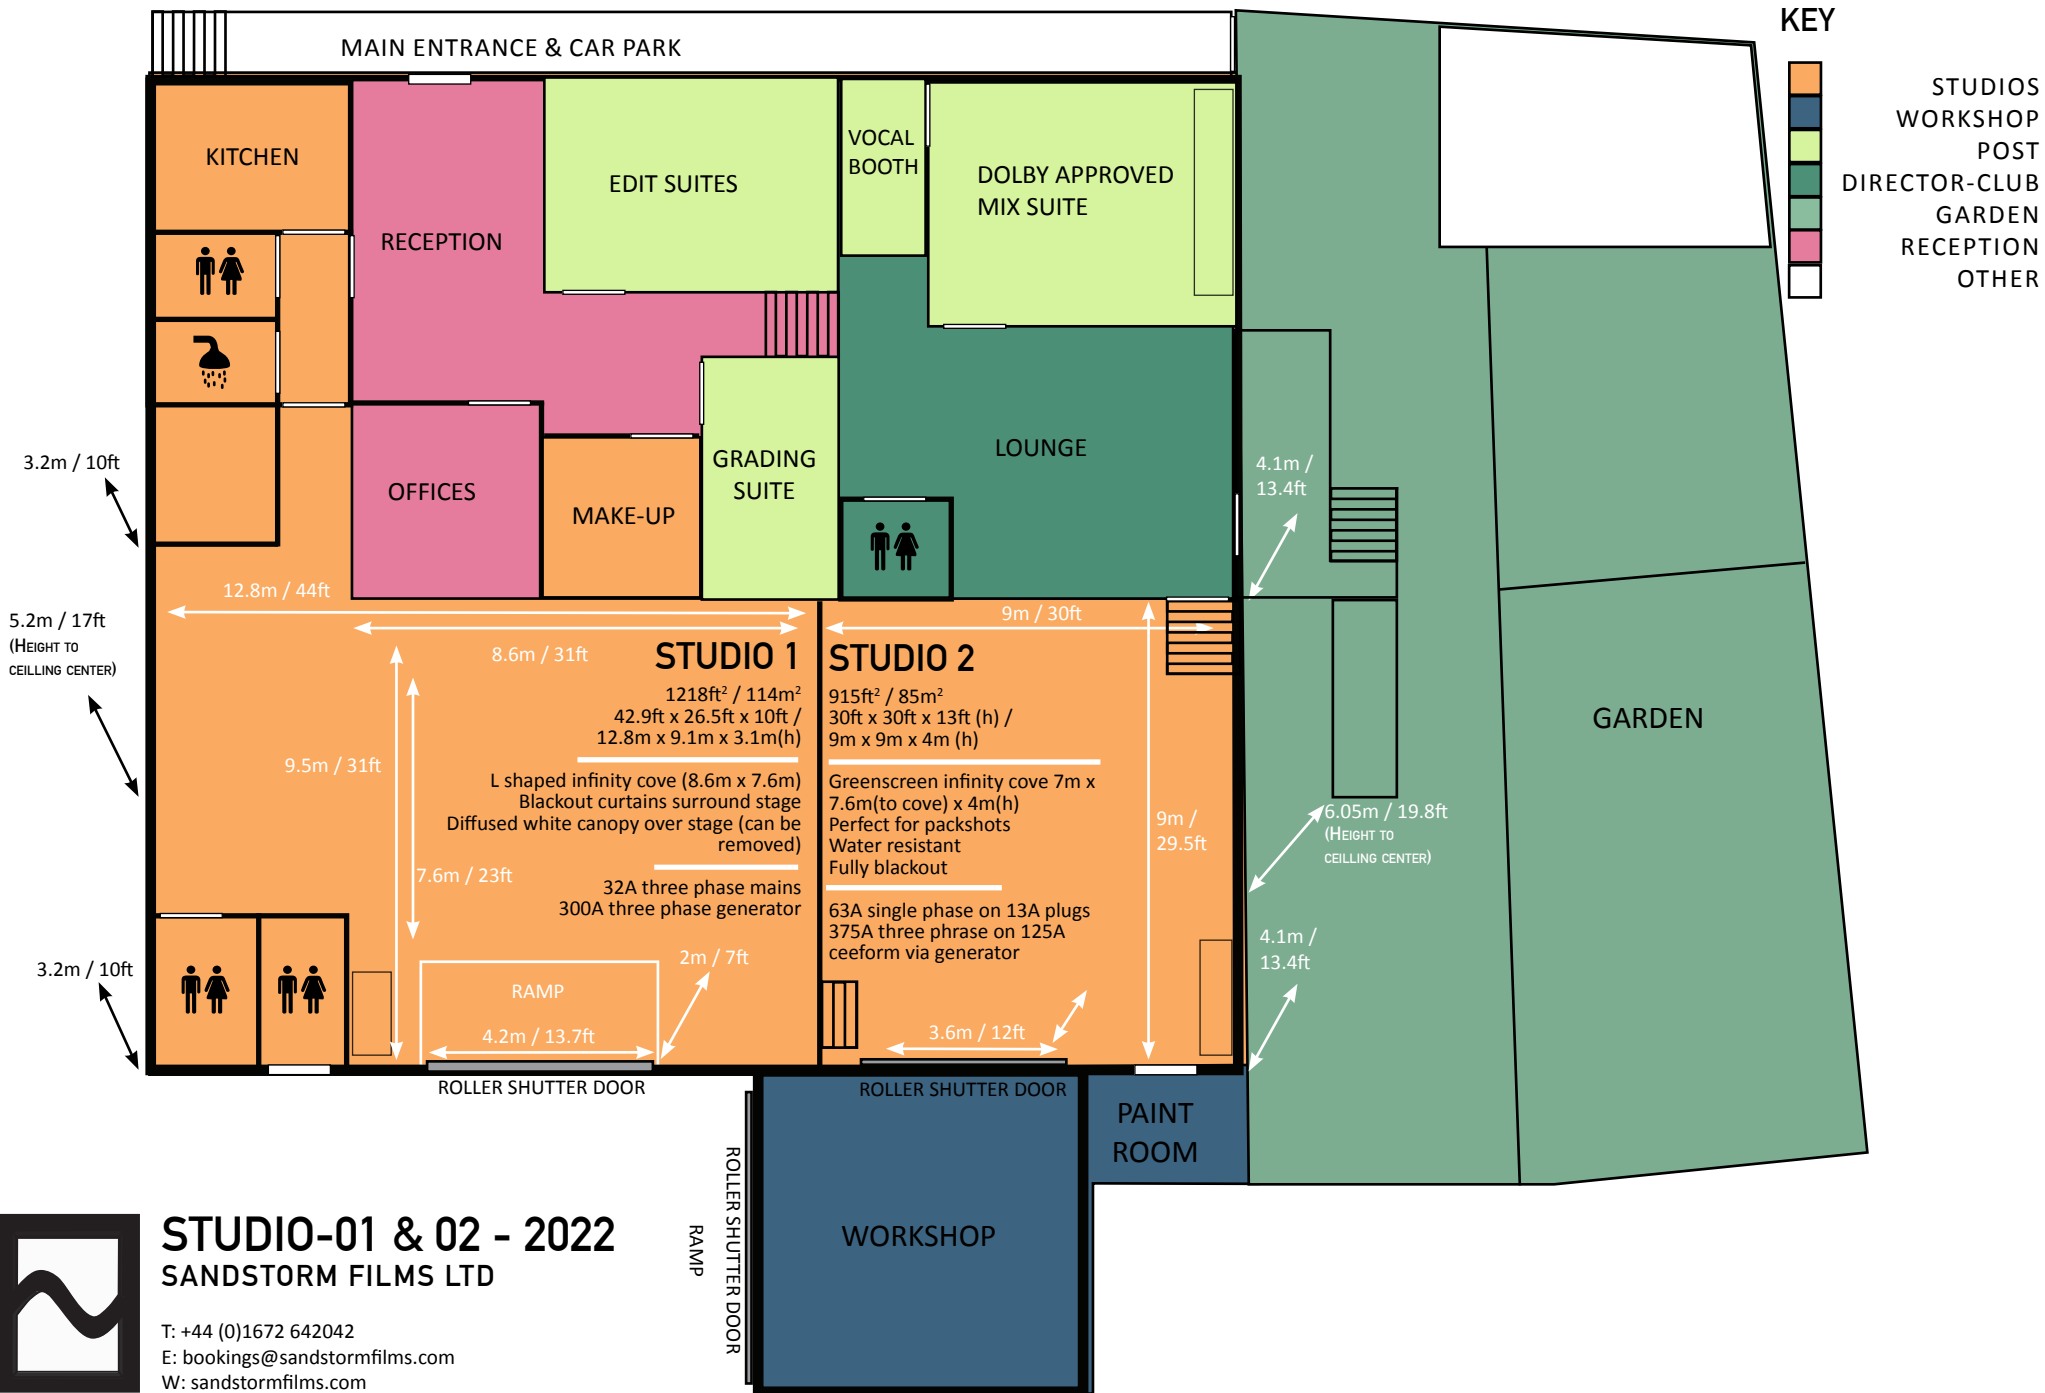 MAIN ENTRANCE & CAR PARK
KEY
STUDIOS
WORKSHOP
POST
DIRECTOR-CLUB
GARDEN
RECEPTION
OTHER
KITCHEN
RECEPTION
EDIT SUITES
VOCAL
BOOTH
DOLBY APPROVED
MIX SUITE
OFFICES
MAKE-UP
GRADING
SUITE
LOUNGE
3.2m / 10ft
4.1m /
13.4ft
5.2m / 17ft
(Height to
ceilling center)
12.8m / 44ft
8.6m / 31ft
9m / 30ft
9.5m / 31ft
7.6m / 23ft
STUDIO 1
1218ft² / 114m²
42.9ft x 26.5ft x 10ft /
12.8m x 9.1m x 3.1m(h)
L shaped infinity cove (8.6m x 7.6m)
Blackout curtains surround stage
Diffused white canopy over stage (can be
removed)
32A three phase mains
300A three phase generator
STUDIO 2
915ft² / 85m²
30ft x 30ft x 13ft (h) /
9m x 9m x 4m (h)
Greenscreen infinity cove 7m x
7.6m(to cove) x 4m(h)
Perfect for packshots
Water resistant
Fully blackout
63A single phase on 13A plugs
375A three phrase on 125A
ceeform via generator
9m /
29.5ft
GARDEN
6.05m / 19.8ft
(Height to
ceilling center)
4.1m /
13.4ft
3.2m / 10ft
RAMP
4.2m / 13.7ft
2m / 7ft
3.6m / 12ft
ROLLER SHUTTER DOOR
ROLLER SHUTTER DOOR
PAINT
ROOM
ROLLER SHUTTER DOOR
RAMP
WORKSHOP
STUDIO-01 & 02 - 2022
SANDSTORM FILMS LTD
T: +44 (0)1672 642042
E: bookings@sandstormfilms.com
W: sandstormfilms.com